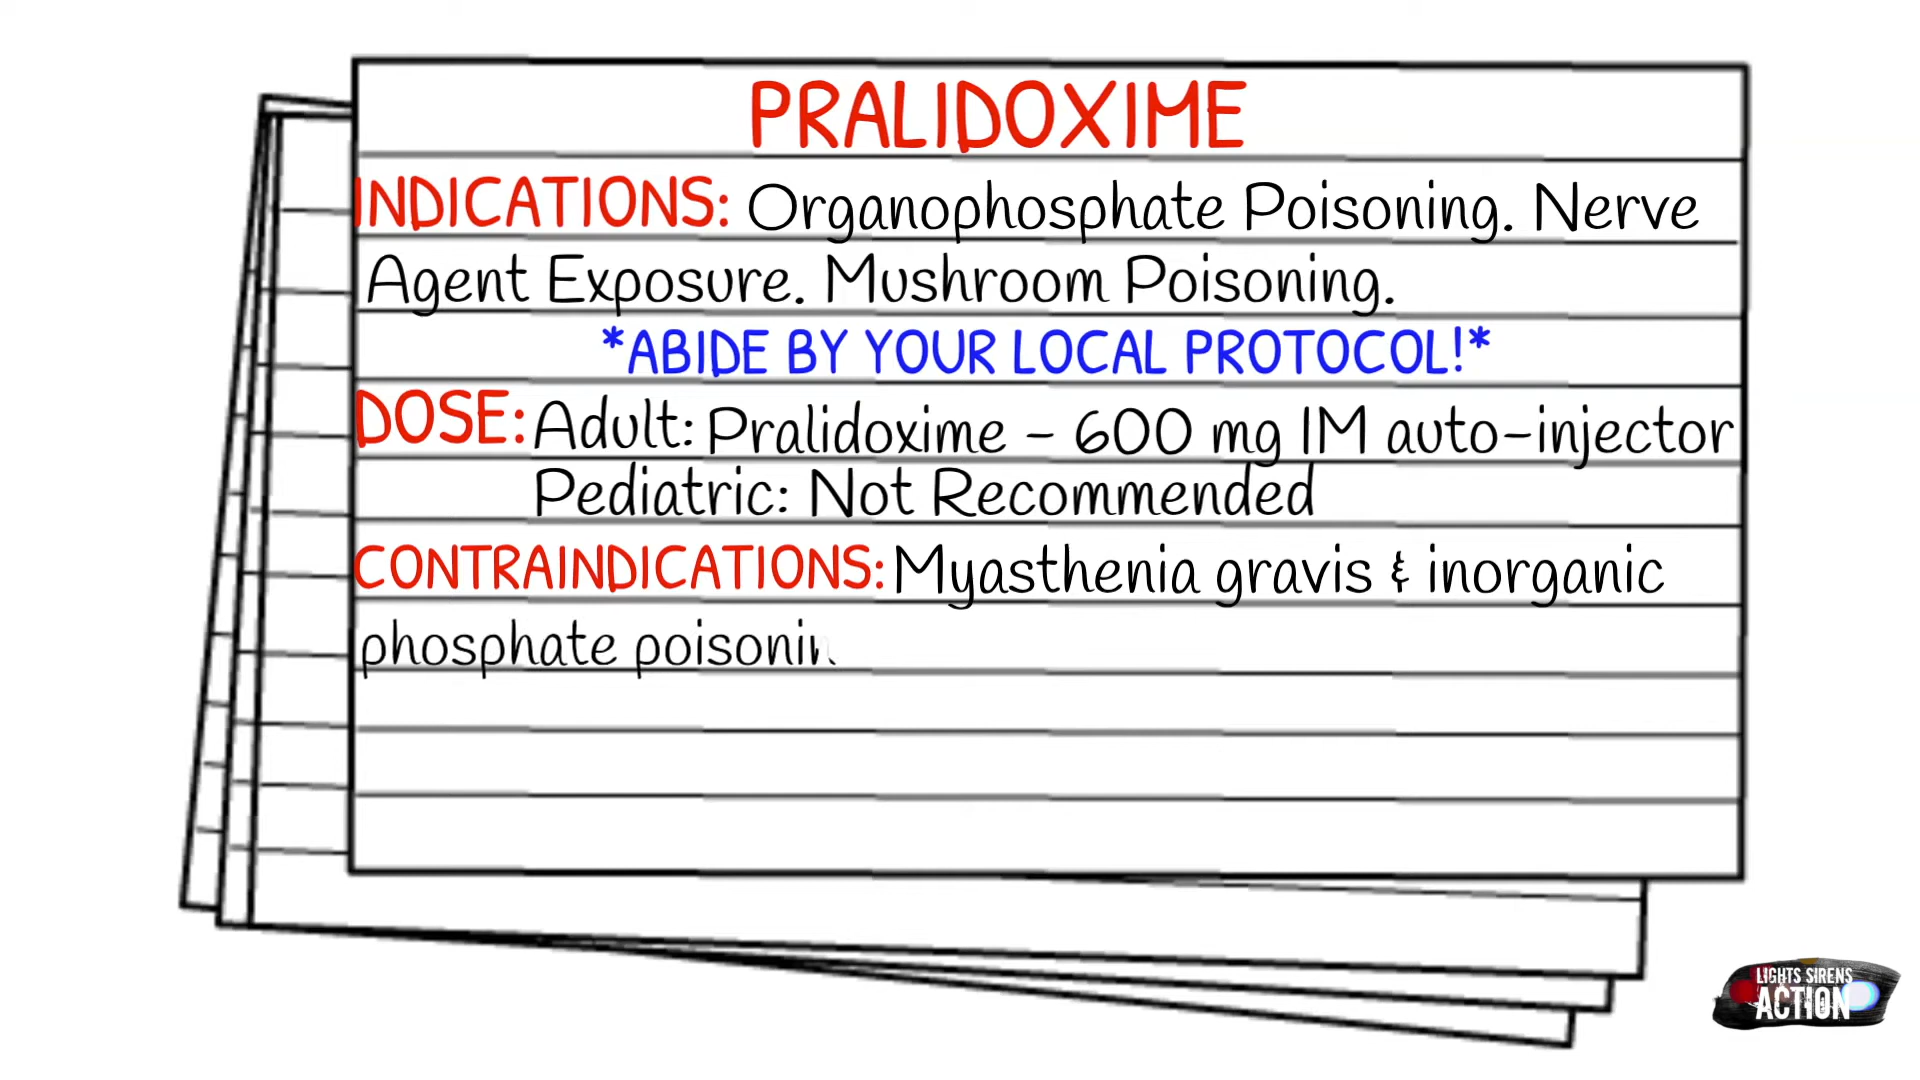 PRALIDOXIME
INDICATIONS: Organophosphate Poisoning. Nerve
Agent Exposure. Mushroom Poisoning.
*ABIDE BY YOUR LOCAL PROTOCOL!*
DOSE: Adult: Pralidoxime - 600 mg IM auto-injector
Pediatric: Not Recommended
CONTRAINDICATIONS: Myasthenia gravis & inorganic
phosphate poisonin
LIGHTS SIRENS
ACTION